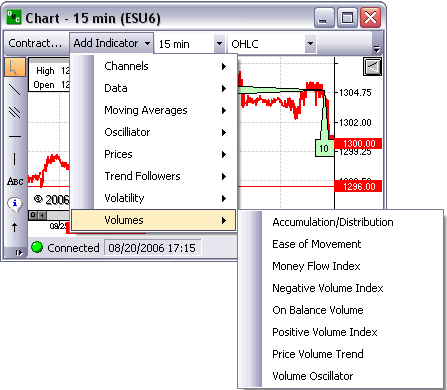 Chart - 15 min (ESU6)
Contract... Add Indicator 15 min OHLC
Channels
Data
Moving Averages
Oscilliator
Prices
Trend Followers
Volatility
Volumes
Accumulation/Distribution
Ease of Movement
Money Flow Index
Negative Volume Index
On Balance Volume
Positive Volume Index
Price Volume Trend
Volume Oscillator
High 12
Open 12
ABC
1304.75
1302.00
1300.00
1299.25
1296.00
10
© 2006
Connected 08/20/2006 17:15